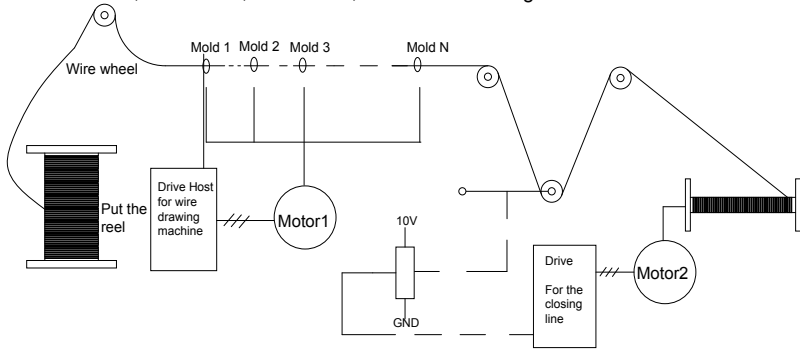 Wire wheel
Mold 1
Mold 2
Mold 3
Mold N
Put the
reel
Drive Host
for wire
drawing
machine
Motor1
10V
GND
Drive
For the
closing
line
Motor2